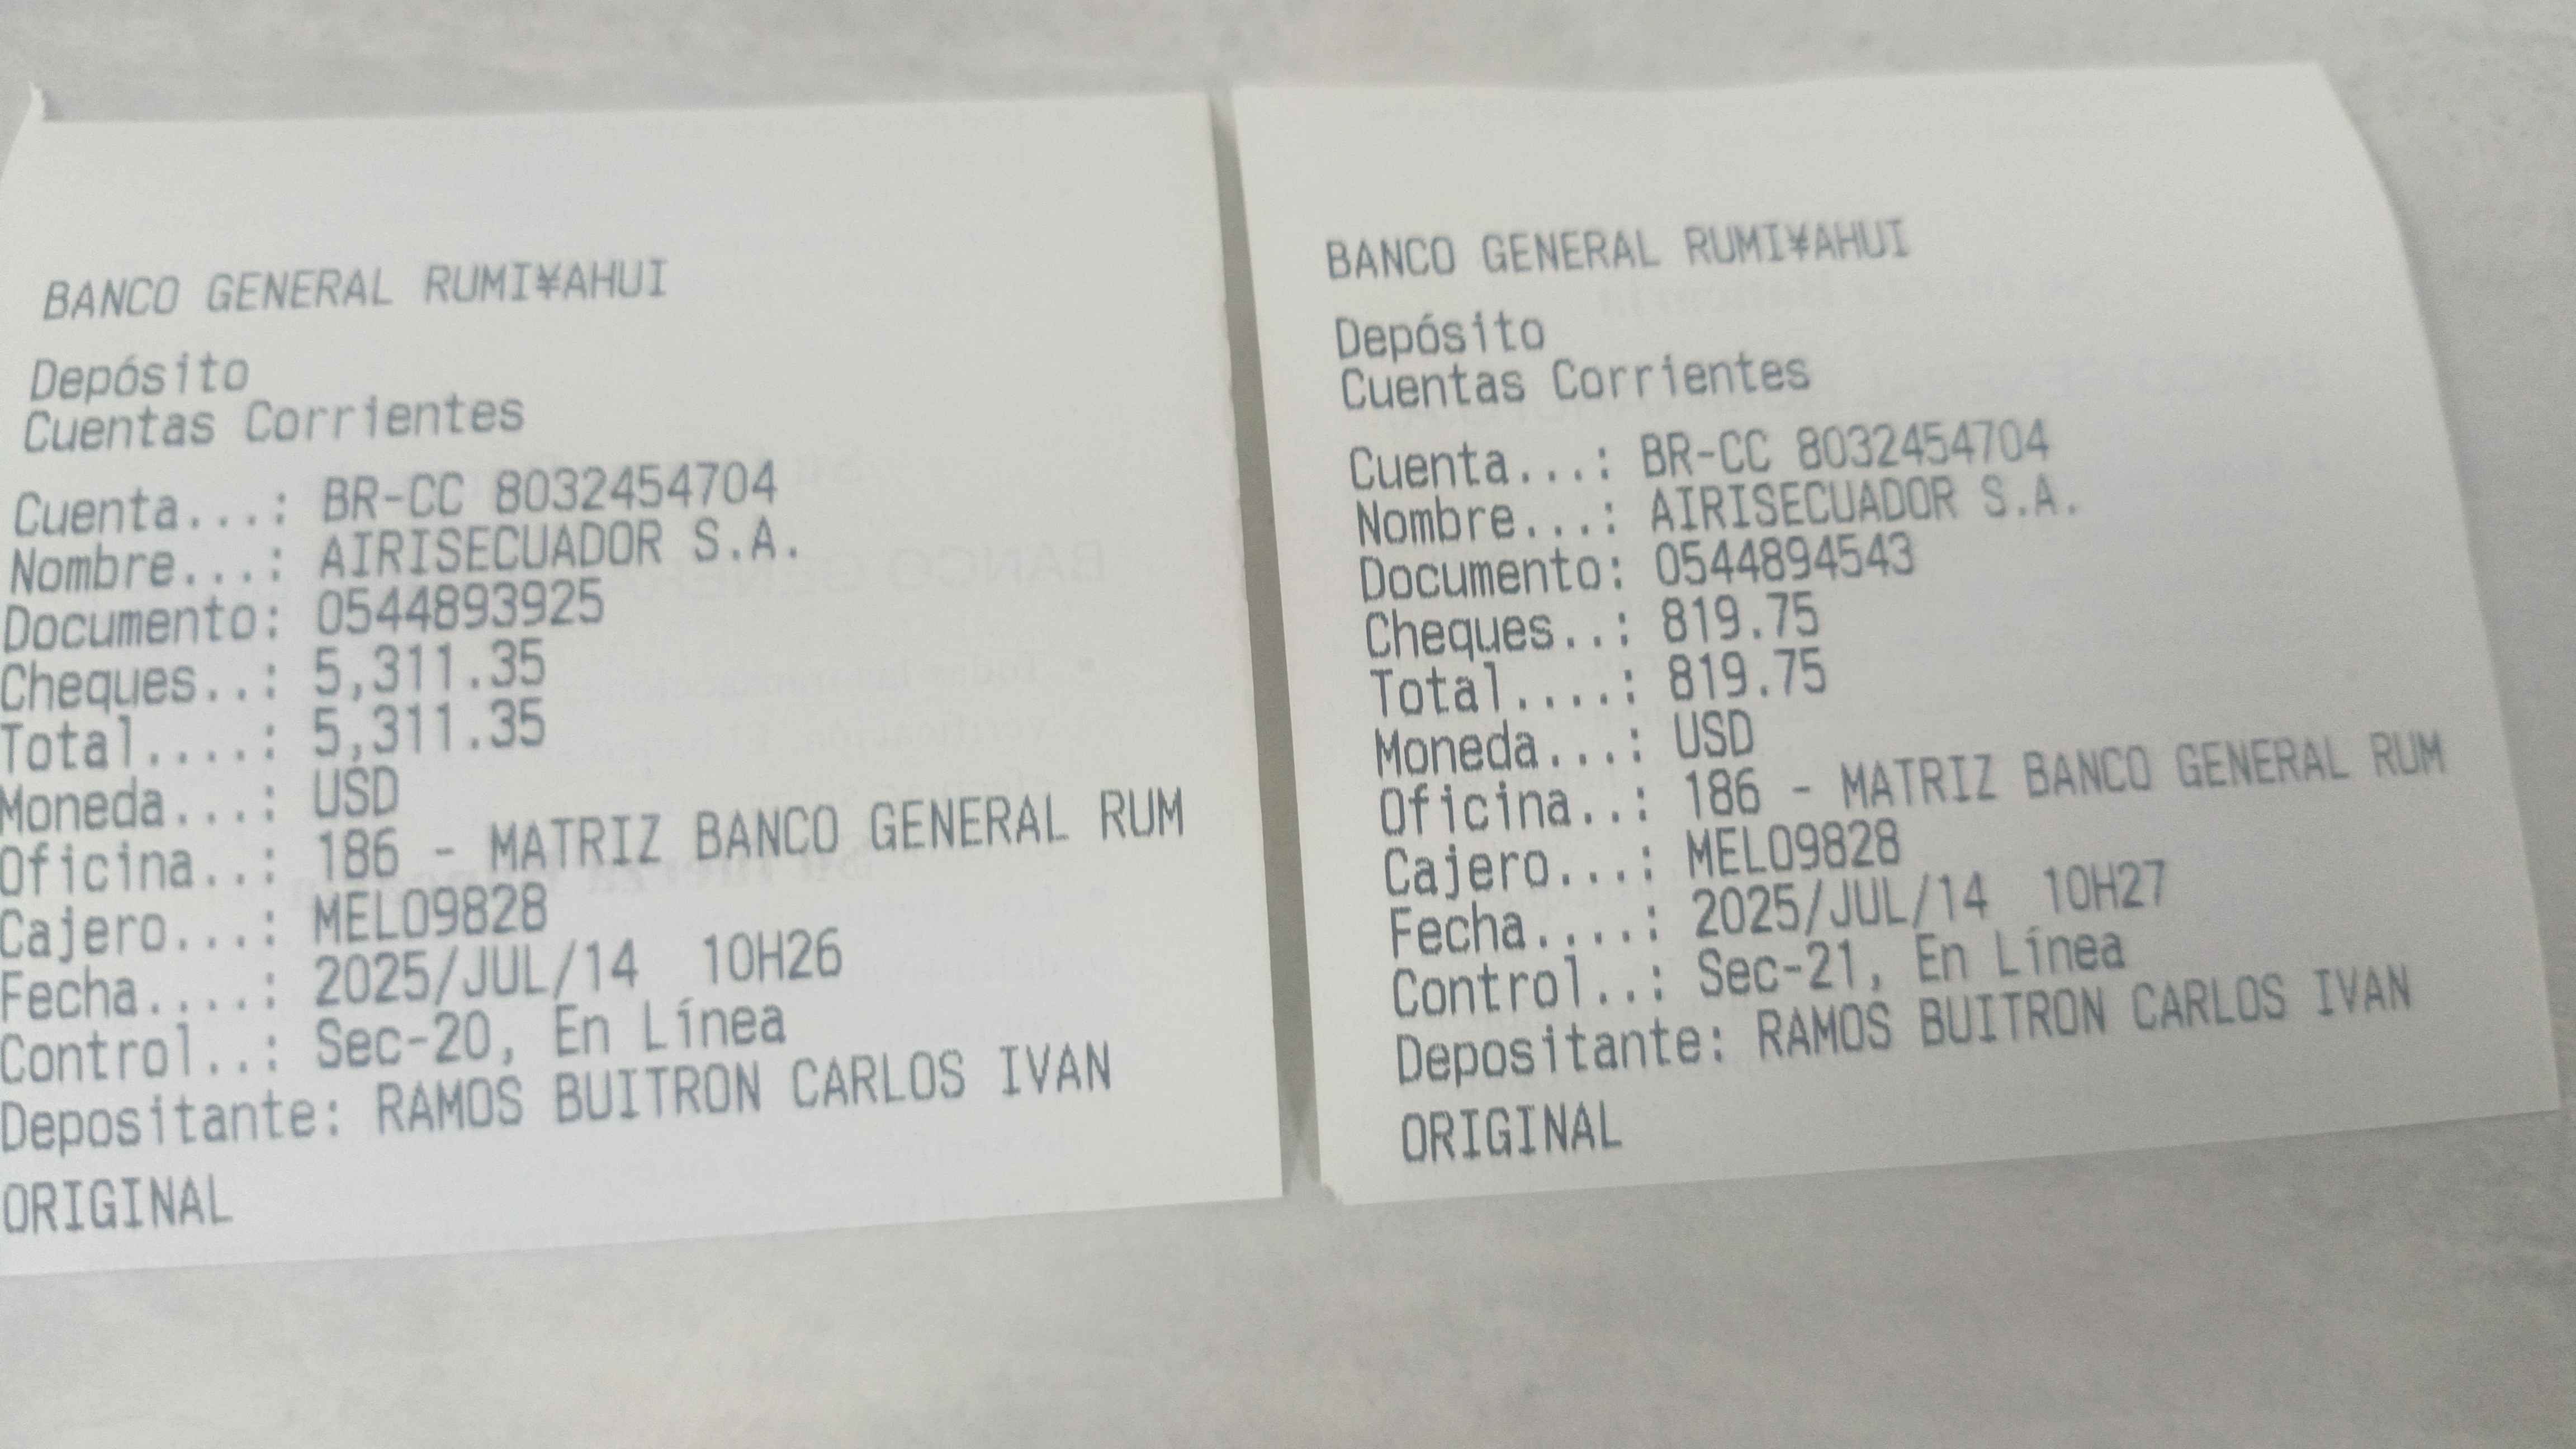 BANCO GENERAL RUMI¥AHUI
Depósito
Cuentas Corrientes
Cuenta...: BR-CC 8032454704
Nombre...: AIRISECUADOR S.A.
Documento: 0544893925
Cheques..: 5,311.35
Total....: 5,311.35
Moneda...: USD
Oficina..: 186 - MATRIZ BANCO GENERAL RUM
Cajero...: MELO9828
Fecha....: 2025/JUL/14 10H26
Control..: Sec-20, En Línea
Depositante: RAMOS BUITRON CARLOS IVAN
ORIGINAL
BANCO GENERAL RUMI¥AHUI
Depósito
Cuentas Corrientes
Cuenta...: BR-CC 8032454704
Nombre...: AIRISECUADOR S.A.
Documento: 0544894543
Cheques..: 819.75
Total....: 819.75
Moneda...: USD
Oficina..: 186 - MATRIZ BANCO GENERAL RUM
Cajero...: MELO9828
Fecha....: 2025/JUL/14 10H27
Control..: Sec-21, En Línea
Depositante: RAMOS BUITRON CARLOS IVAN
ORIGINAL